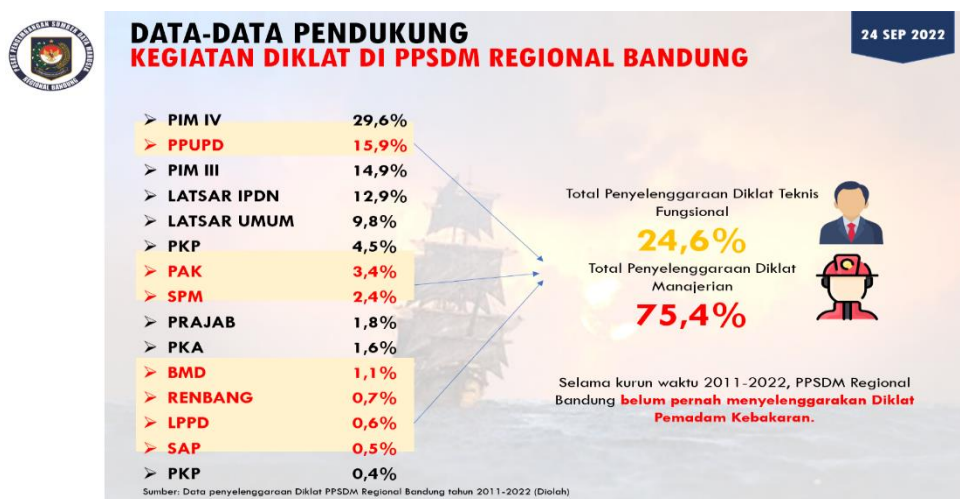 DATA-DATA PENDUKUNG
KEGIATAN DIKLAT DI PPSDM REGIONAL BANDUNG
24 SEP 2022
PIM IV 29,6%
PPUPD 15,9%
PIM III 14,9%
LATSAR IPDN 12,9%
LATSAR UMUM 9,8%
PKP 4,5%
PAK 3,4%
SPM 2,4%
PRAJAB 1,8%
PKA 1,6%
BMD 1,1%
RENBANG 0,7%
LPPD 0,6%
SAP 0,5%
PKP 0,4%
Total Penyelenggaraan Diklat Teknis
Fungsional
24,6%
Total Penyelenggaraan Diklat
Manajerian
75,4%
Selama kurun waktu 2011-2022, PPSDM Regional
Bandung belum pernah menyelenggarakan Diklat
Pemadam Kebakaran.
Sumber: Data penyelenggaraan Diklat PPSDM Regional Bandung tahun 2011-2022 (Diolah)